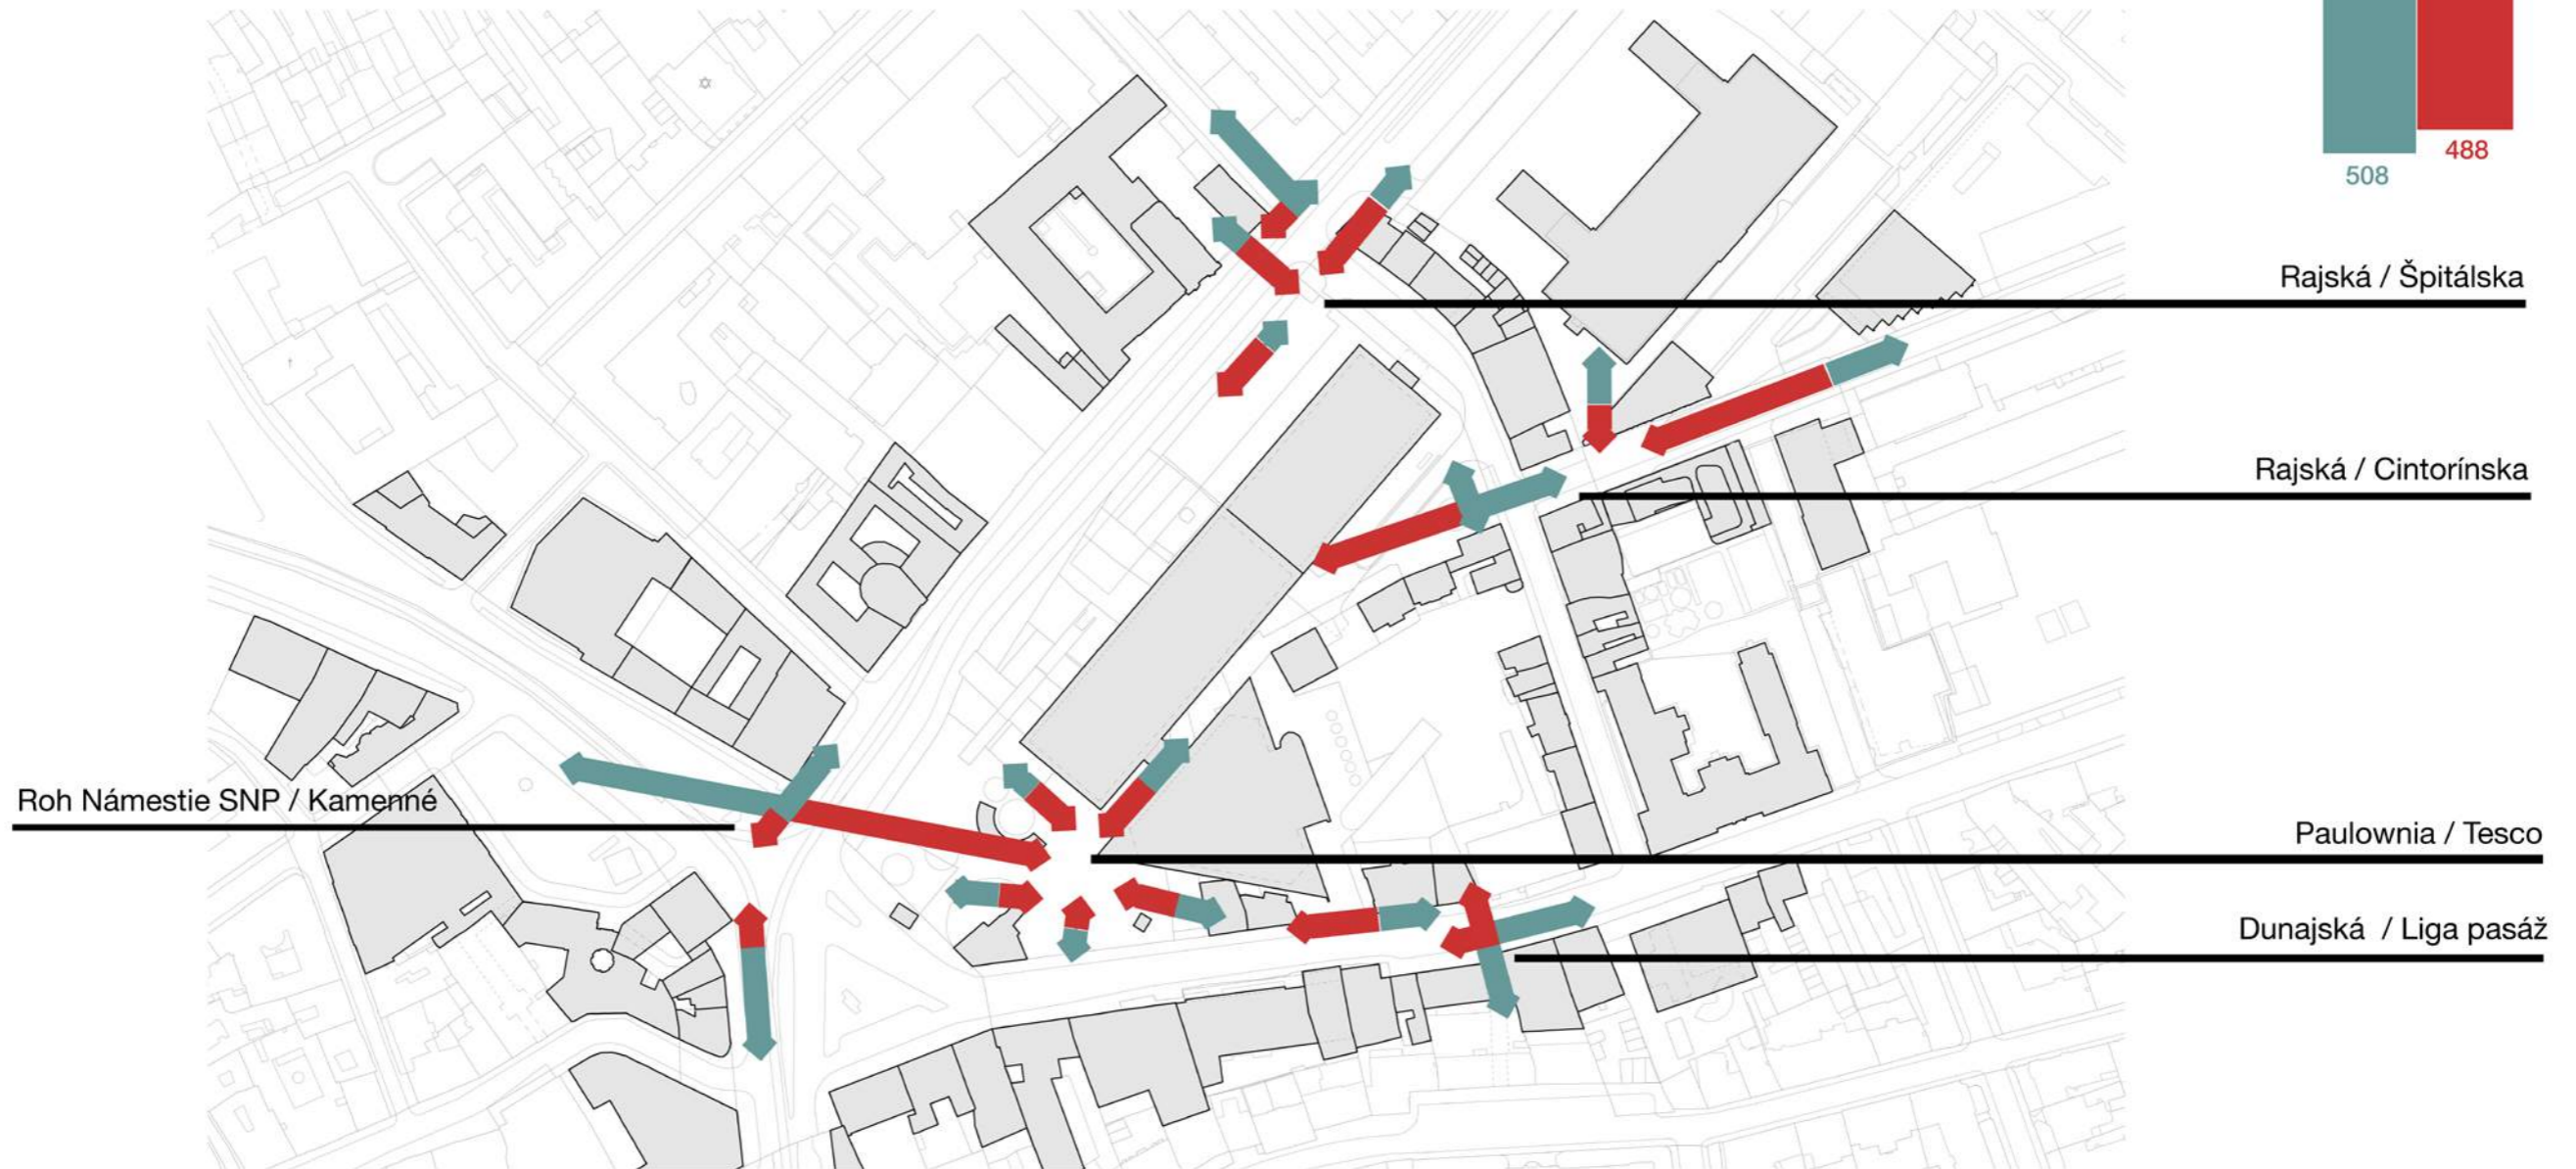 508
488
Rajská / Špitálska
Rajská / Cintorínska
Roh Námestie SNP / Kamenné
Paulownia / Tesco
Dunajská / Liga pasáž